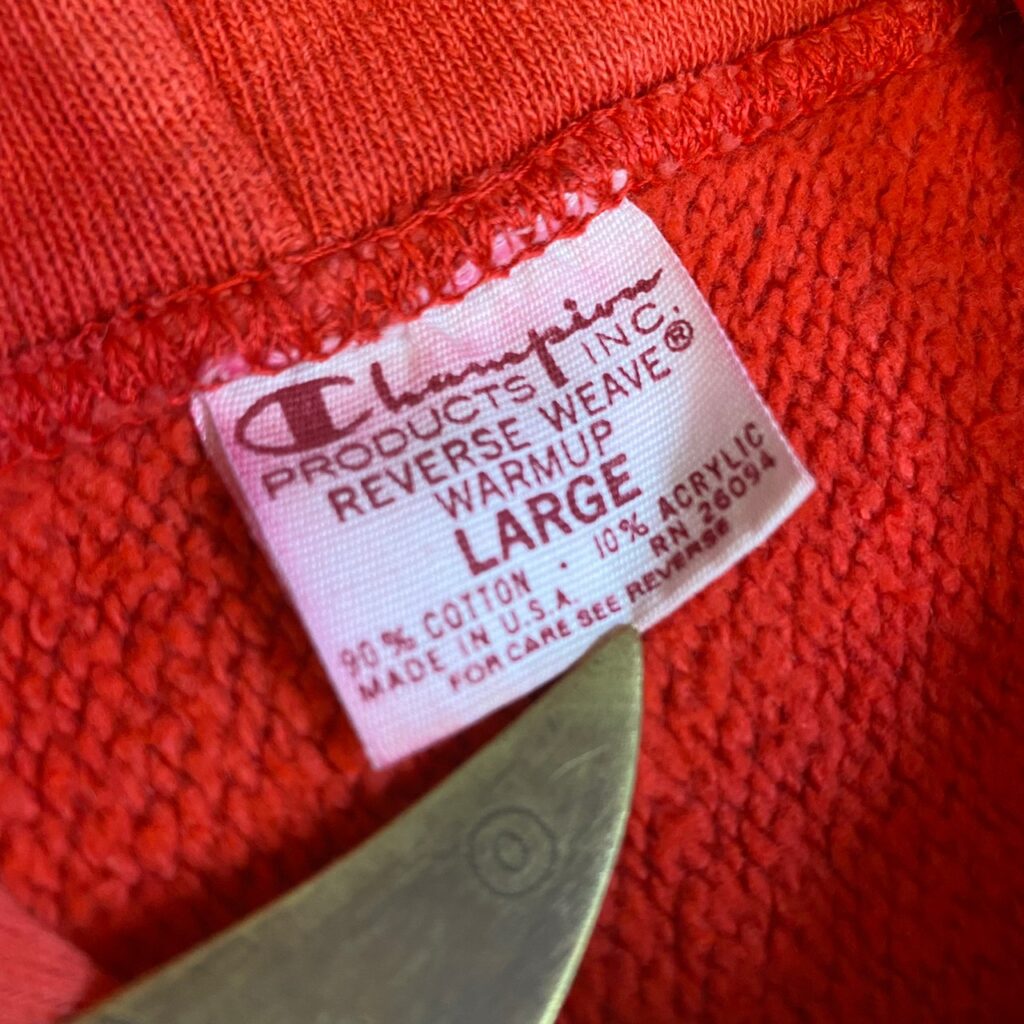 Champion
PRODUCTS INC.
REVERSE WEAVE®
WARMUP
LARGE
90% COTTON · 10% ACRYLIC
MADE IN U.S.A. RN 26094
FOR CARE SEE REVERSE